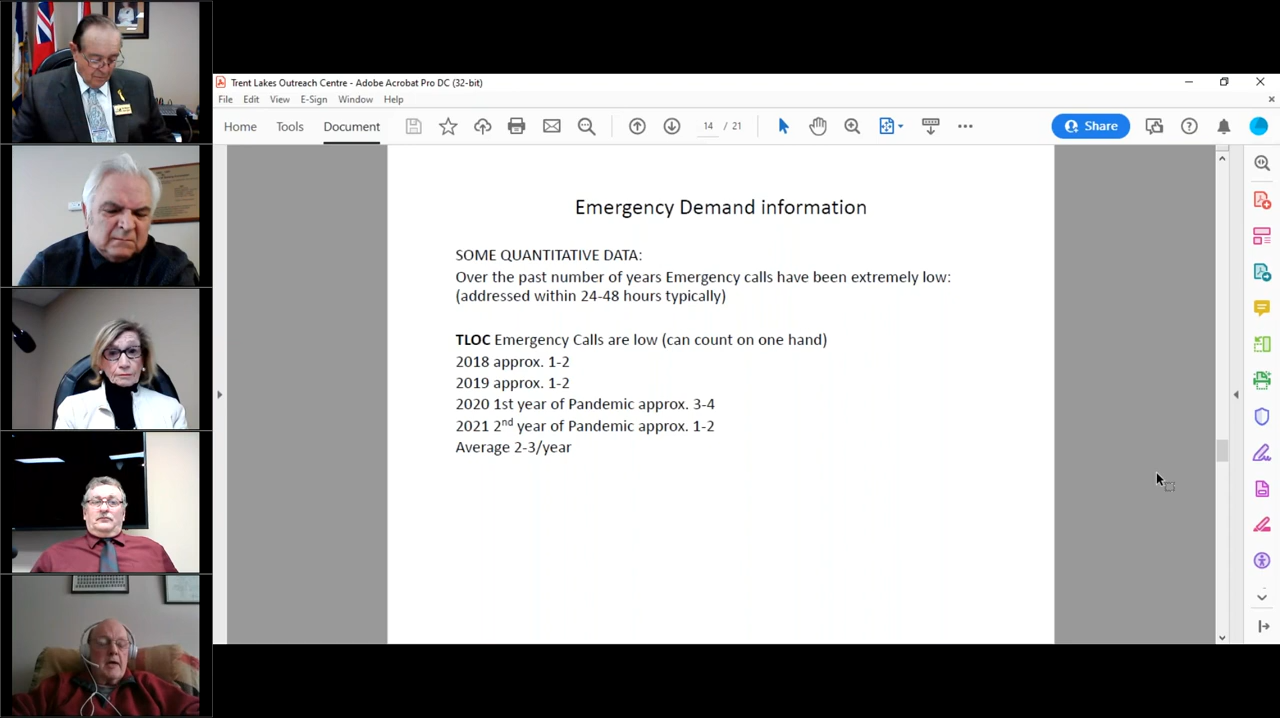 Trent Lakes Outreach Centre - Adobe Acrobat Pro DC (32-bit)
File Edit View E-Sign Window Help
Home Tools Document 14 / 21 Share
Emergency Demand information
SOME QUANTITATIVE DATA:
Over the past number of years Emergency calls have been extremely low:
(addressed within 24-48 hours typically)
TLOC Emergency Calls are low (can count on one hand)
2018 approx. 1-2
2019 approx. 1-2
2020 1st year of Pandemic approx. 3-4
2021 2nd year of Pandemic approx. 1-2
Average 2-3/year